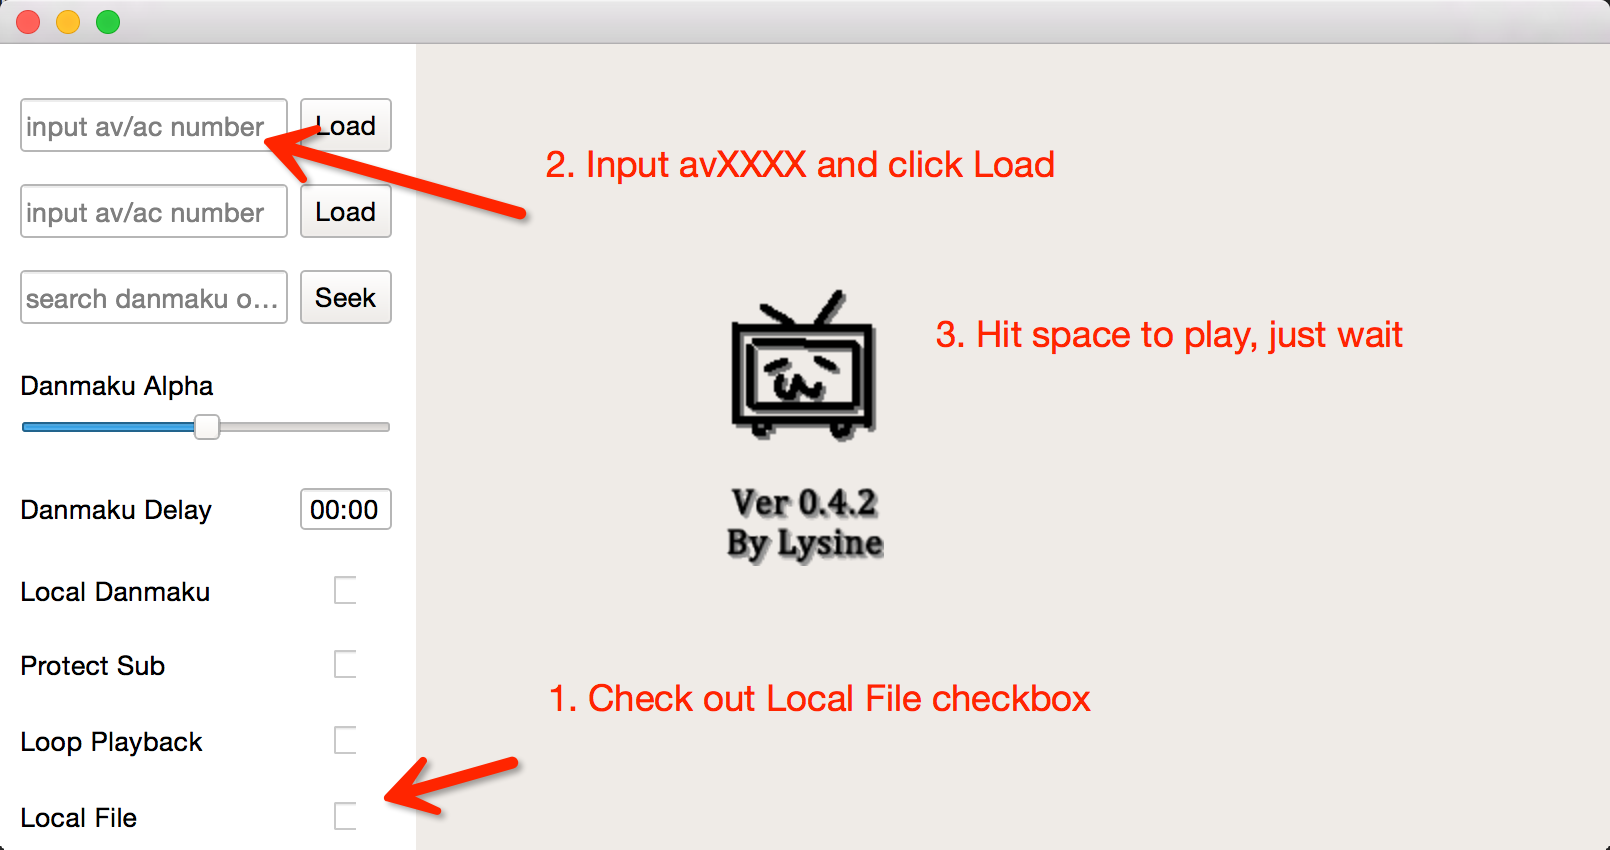 input av/ac number Load
2. Input avXXXX and click Load
input av/ac number Load
search danmaku o... Seek
3. Hit space to play, just wait
Danmaku Alpha
Danmaku Delay 00:00
Ver 0.4.2
By Lysine
Local Danmaku
Protect Sub
1. Check out Local File checkbox
Loop Playback
Local File